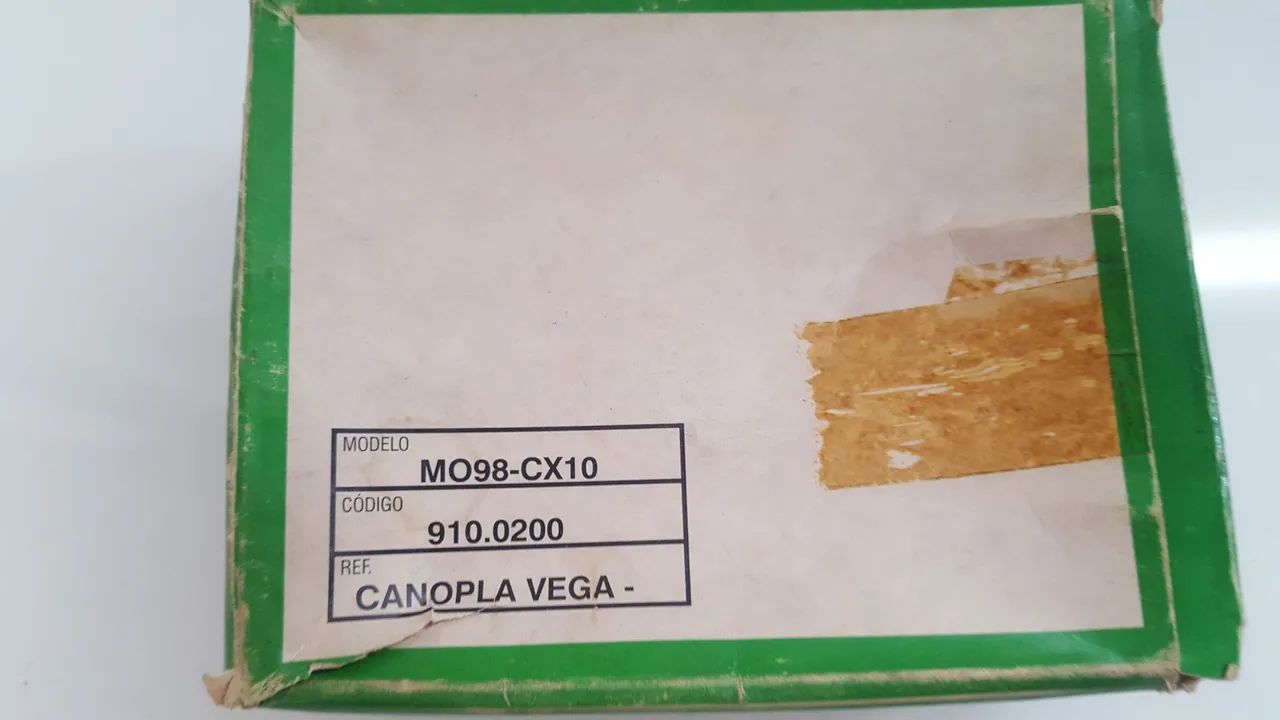 MODELO
MO98-CX10
CÓDIGO
910.0200
REF.
CANOPLA VEGA -